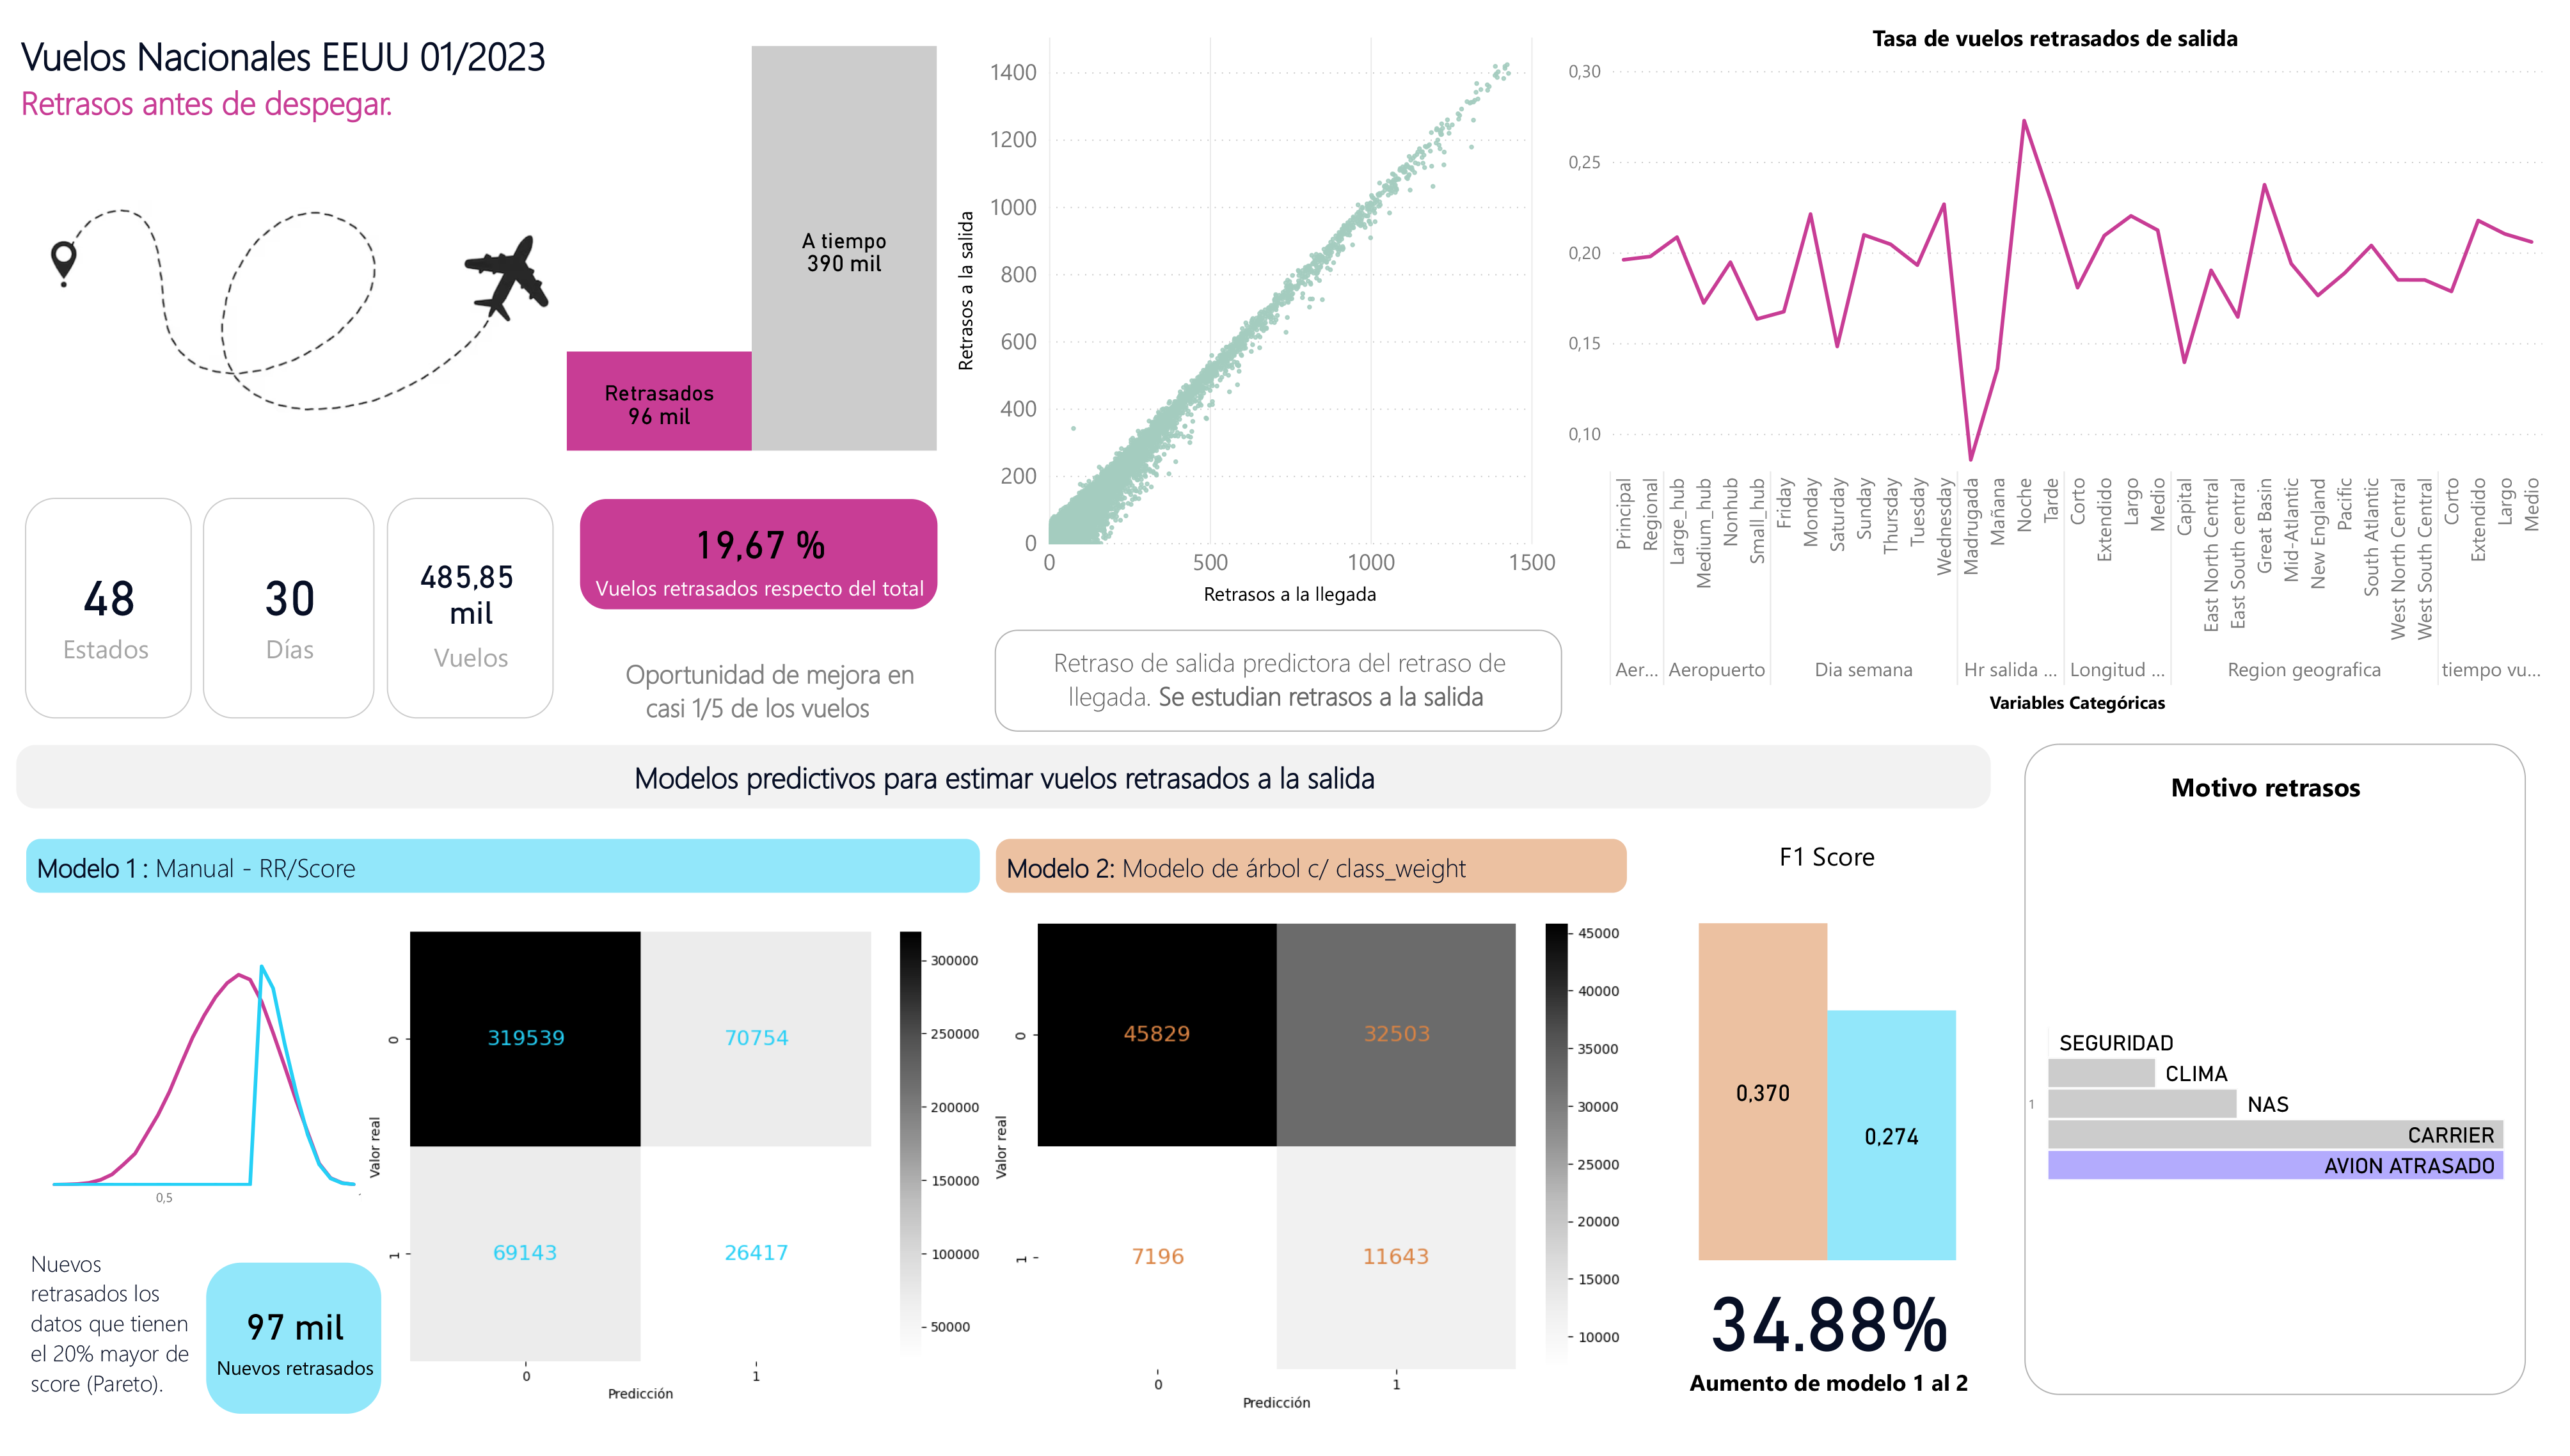 Vuelos Nacionales EEUU 01/2023
Retrasos antes de despegar.
A tiempo
390 mil
Retrasados
96 mil
48
Estados
30
Días
485,85
mil
Vuelos
19,67 %
Vuelos retrasados respecto del total
Oportunidad de mejora en
casi 1/5 de los vuelos
Retrasos a la salida
1400
1200
1000
800
600
400
200
0
0
500
1000
1500
Retrasos a la llegada
Retraso de salida predictora del retraso de
llegada. Se estudian retrasos a la salida
Tasa de vuelos retrasados de salida
0,30
0,25
0,20
0,15
0,10
Principal
Regional
Large_hub
Medium_hub
Nonhub
Small_hub
Friday
Monday
Saturday
Sunday
Thursday
Tuesday
Wednesday
Madrugada
Mañana
Noche
Tarde
Corto
Extendido
Largo
Medio
Capital
East North Central
East South central
Great Basin
Mid-Atlantic
New England
Pacific
South Atlantic
West North Central
West South Central
Corto
Extendido
Largo
Medio
Aer...
Aeropuerto
Dia semana
Hr salida ...
Longitud ...
Region geografica
tiempo vu...
Variables Categóricas
Modelos predictivos para estimar vuelos retrasados a la salida
Modelo 1 : Manual - RR/Score
0,5
Nuevos
retrasados los
datos que tienen
el 20% mayor de
score (Pareto).
97 mil
Nuevos retrasados
Valor real
0
1
319539
70754
69143
26417
0
1
Predicción
300000
250000
200000
150000
100000
50000
Modelo 2: Modelo de árbol c/ class_weight
Valor real
0
1
45829
32503
7196
11643
0
1
Predicción
45000
40000
35000
30000
25000
20000
15000
10000
F1 Score
0,370
0,274
34.88%
Aumento de modelo 1 al 2
Motivo retrasos
SEGURIDAD
CLIMA
1
NAS
CARRIER
AVION ATRASADO